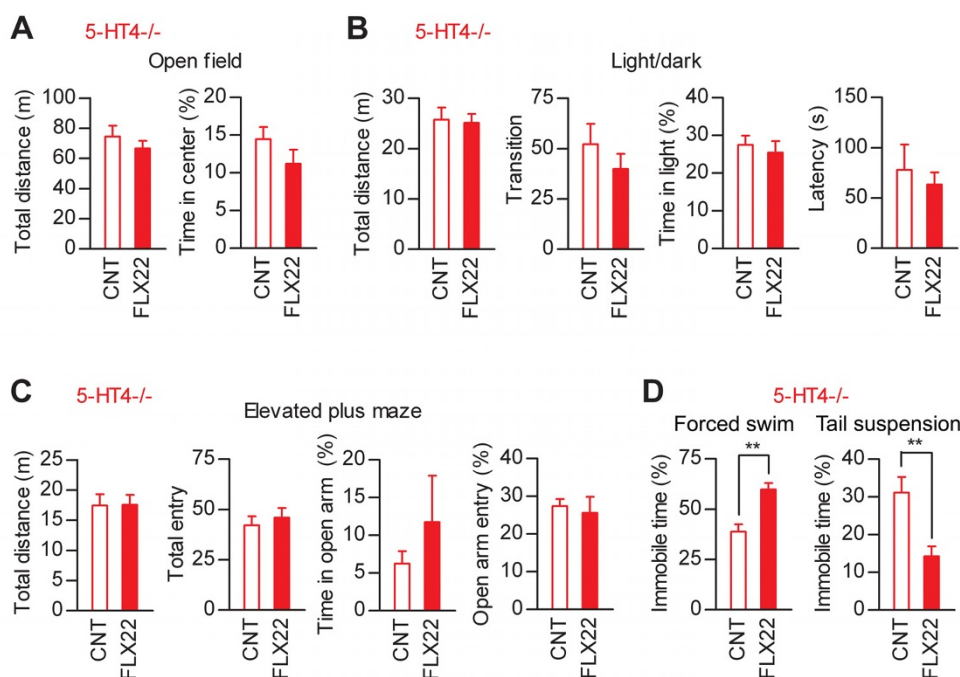 A
5-HT4-/-
Open field
Total distance (m)
100
80
60
40
20
0
CNT
FLX22
Time in center (%)
20
15
10
5
0
CNT
FLX22
B
5-HT4-/-
Light/dark
Total distance (m)
30
20
10
0
CNT
FLX22
Transition
75
50
25
0
CNT
FLX22
Time in light (%)
40
30
20
10
0
CNT
FLX22
Latency (s)
150
100
50
0
CNT
FLX22
C
5-HT4-/-
Elevated plus maze
Total distance (m)
25
20
15
10
5
0
CNT
FLX22
Total entry
75
50
25
0
CNT
FLX22
Time in open arm (%)
20
15
10
5
0
CNT
FLX22
Open arm entry (%)
40
30
20
10
0
CNT
FLX22
D
5-HT4-/-
Forced swim
Immobile time (%)
75
50
25
0
**
CNT
FLX22
Tail suspension
Immobile time (%)
40
30
20
10
0
**
CNT
FLX22